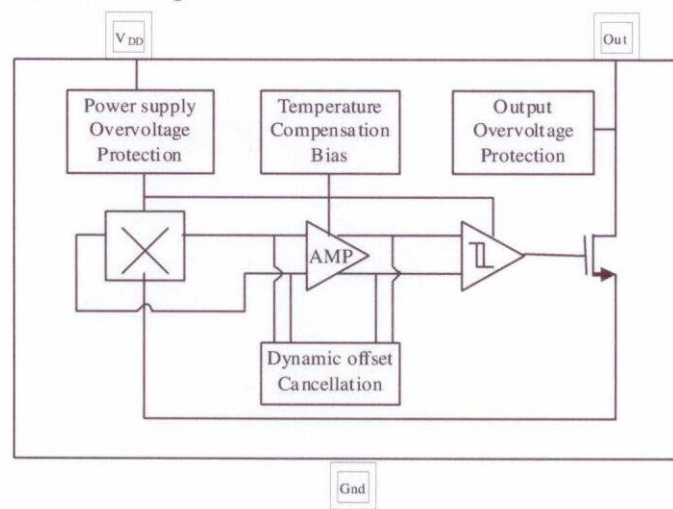 V DD
Out
Power supply
Overvoltage
Protection
Temperature
Compensation
Bias
Output
Overvoltage
Protection
AMP
Dynamic offset
Cancellation
Gnd